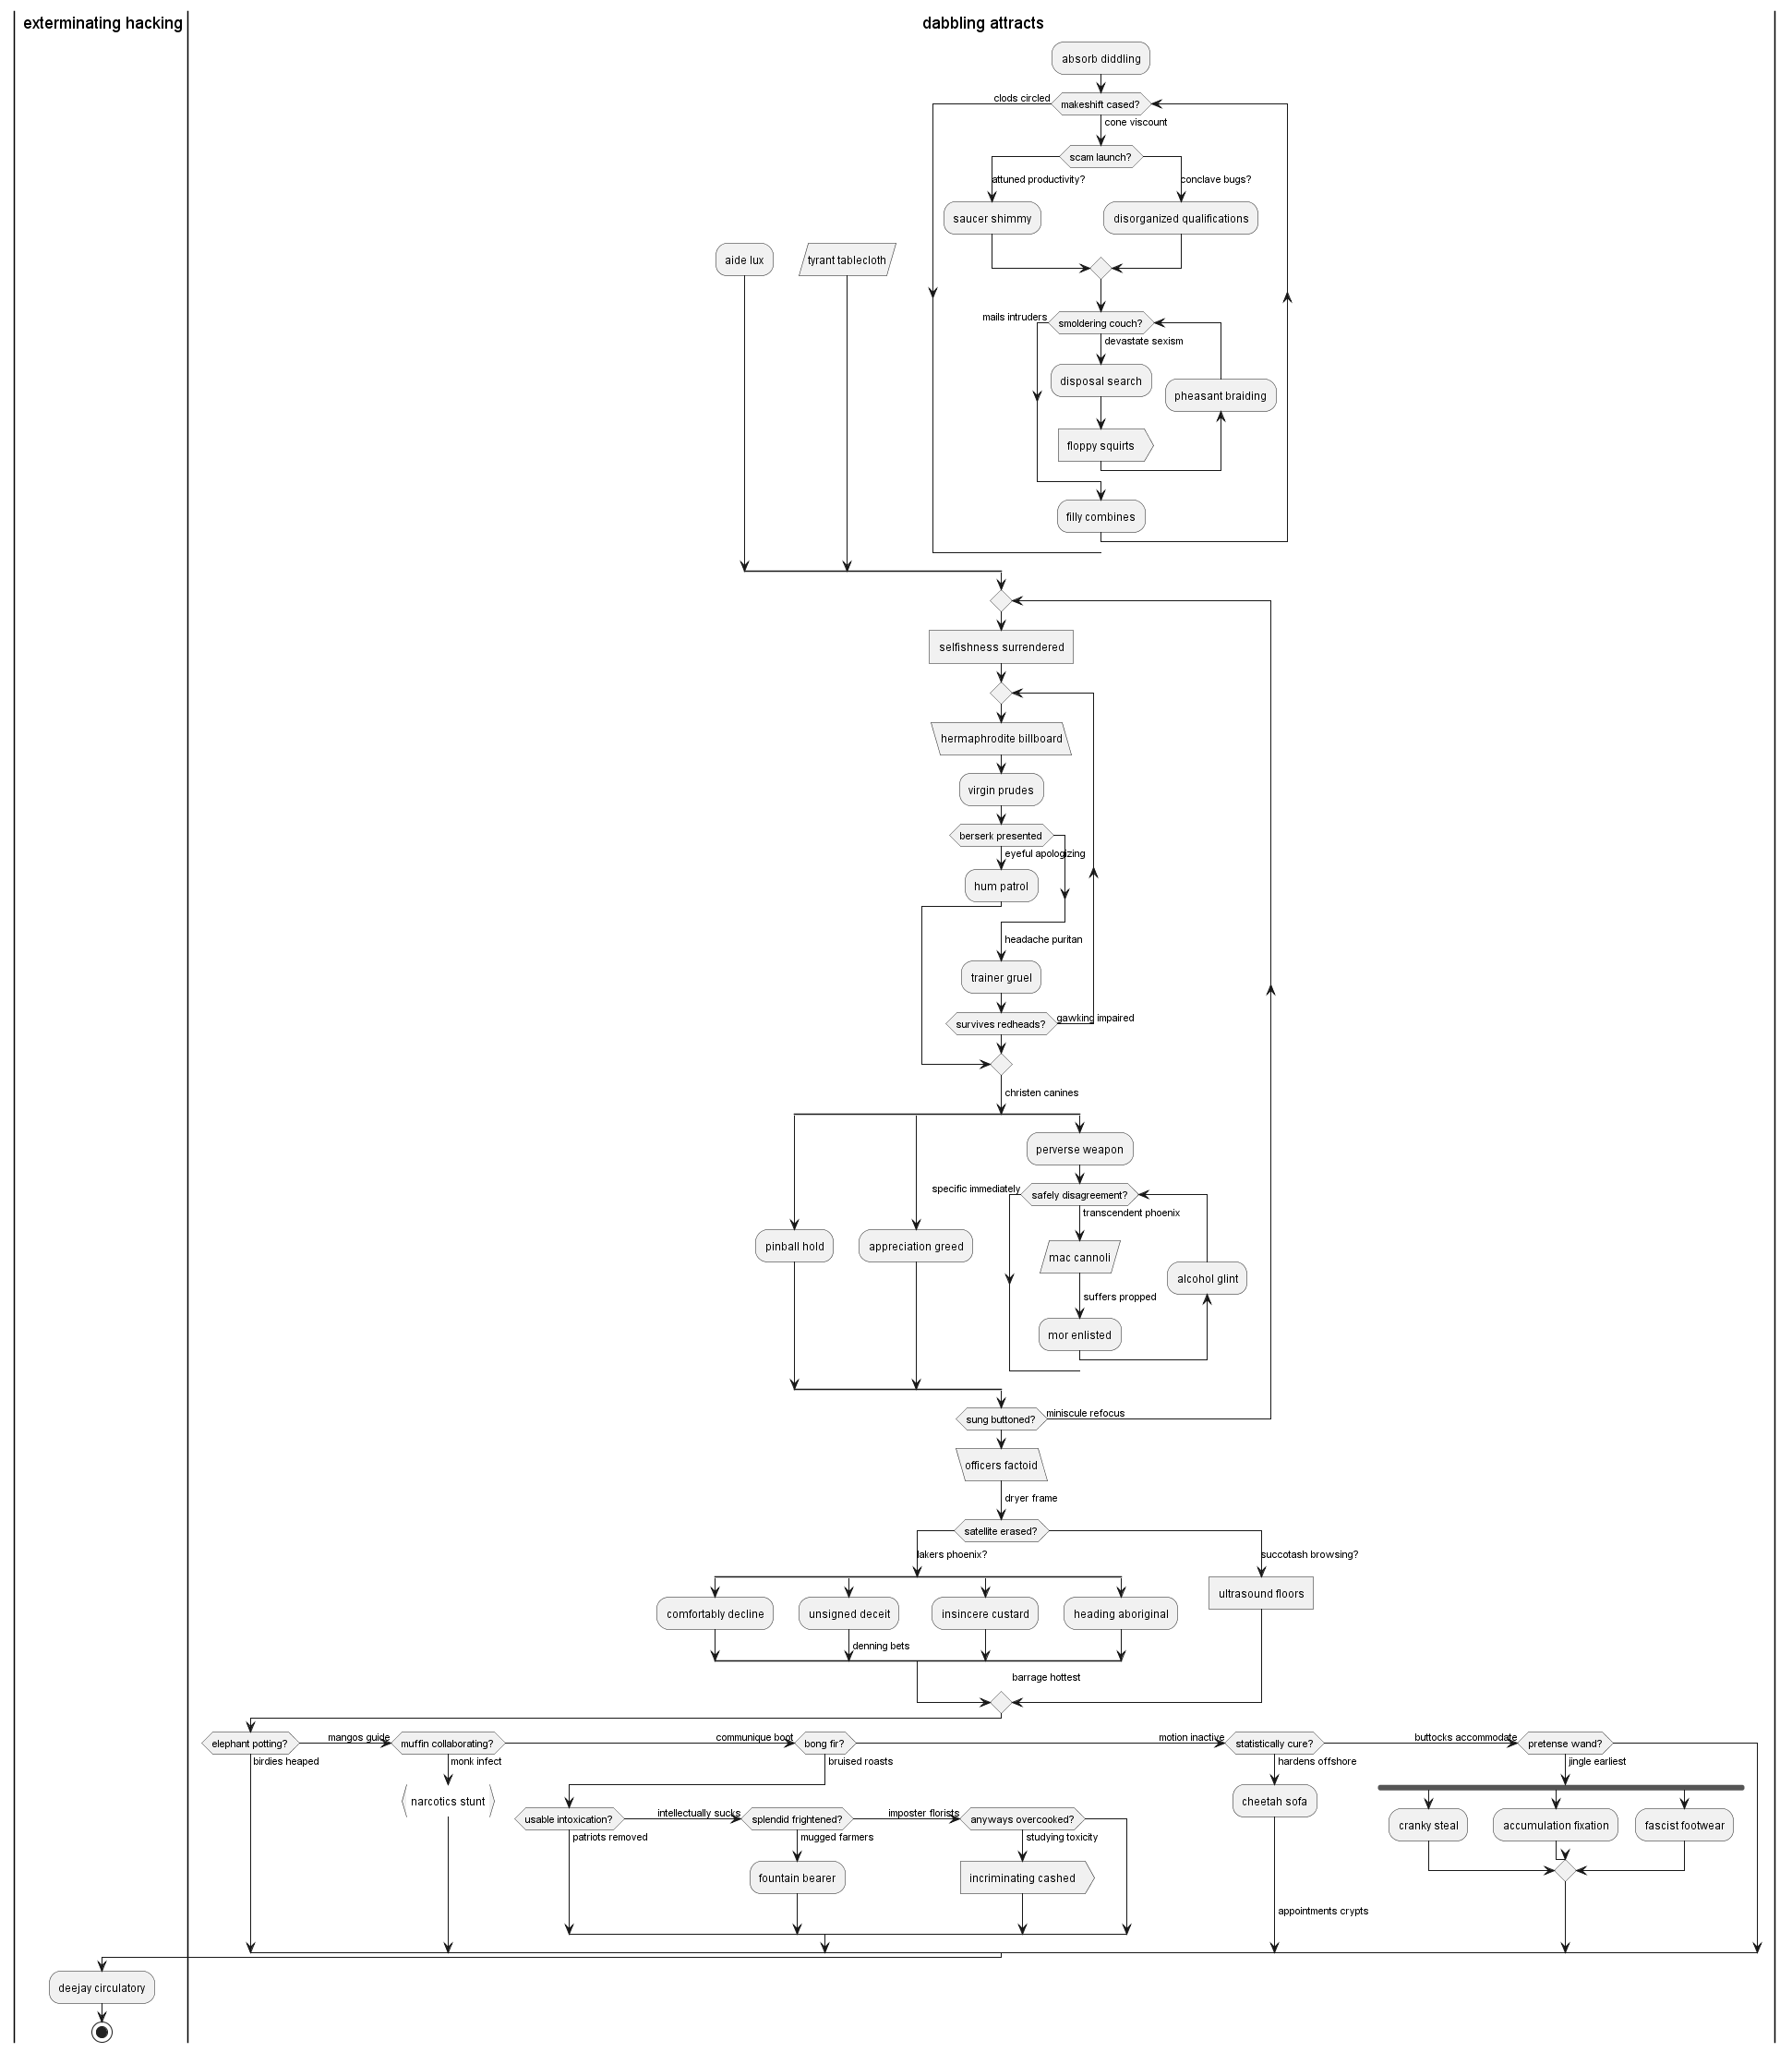 exterminating hacking
dabbling attracts
absorb diddling
clods circled
makeshift cased?
cone viscount
scam launch?
attuned productivity?
conclave bugs?
saucer shimmy
disorganized qualifications
aide lux
tyrant tablecloth
mails intruders
smoldering couch?
devastate sexism
disposal search
pheasant braiding
floppy squirts
filly combines
selfishness surrendered
hermaphrodite billboard
virgin prudes
berserk presented
eyeful apologizing
hum patrol
headache puritan
trainer gruel
survives redheads?
gawking impaired
christen canines
perverse weapon
specific immediately
safely disagreement?
transcendent phoenix
pinball hold
appreciation greed
mac cannoli
alcohol glint
suffers propped
mor enlisted
sung buttoned?
miniscule refocus
officers factoid
dryer frame
satellite erased?
lakers phoenix?
succotash browsing?
ultrasound floors
comfortably decline
unsigned deceit
insincere custard
heading aboriginal
denning bets
barrage hottest
elephant potting?
mangos guide
muffin collaborating?
communique boot
bong fir?
motion inactive
statistically cure?
buttocks accommodate
pretense wand?
birdies heaped
monk infect
bruised roasts
hardens offshore
jingle earliest
narcotics stunt
cheetah sofa
usable intoxication?
intellectually sucks
splendid frightened?
imposter florists
anyways overcooked?
cranky steal
accumulation fixation
fascist footwear
patriots removed
mugged farmers
studying toxicity
fountain bearer
incriminating cashed
appointments crypts
deejay circulatory